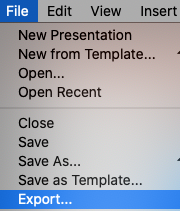 File Edit View Insert
New Presentation
New from Template...
Open...
Open Recent
Close
Save
Save As...
Save as Template...
Export...